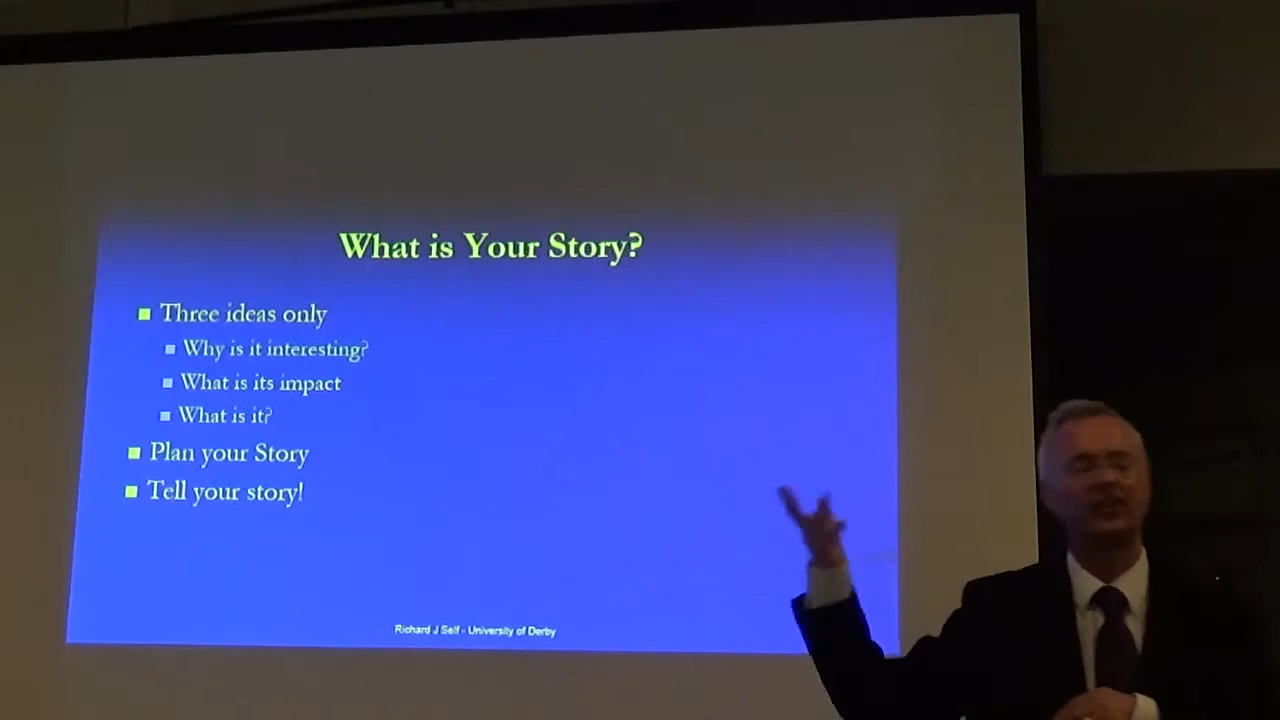 What is Your Story?
Three ideas only
Why is it interesting?
What is its impact
What is it?
Plan your Story
Tell your story!
Richard J Self - University of Derby